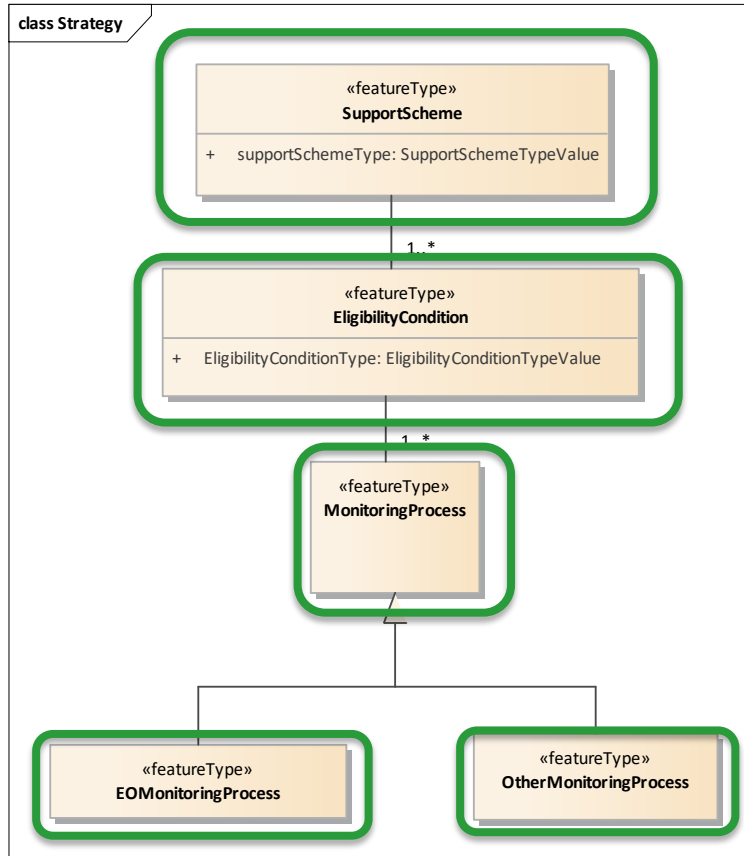 class Strategy
«featureType»
SupportScheme
+ supportSchemeType: SupportSchemeTypeValue
1..*
«featureType»
EligibilityCondition
+ EligibilityConditionType: EligibilityConditionTypeValue
1..*
«featureType»
MonitoringProcess
«featureType»
EOMonitoringProcess
«featureType»
OtherMonitoringProcess